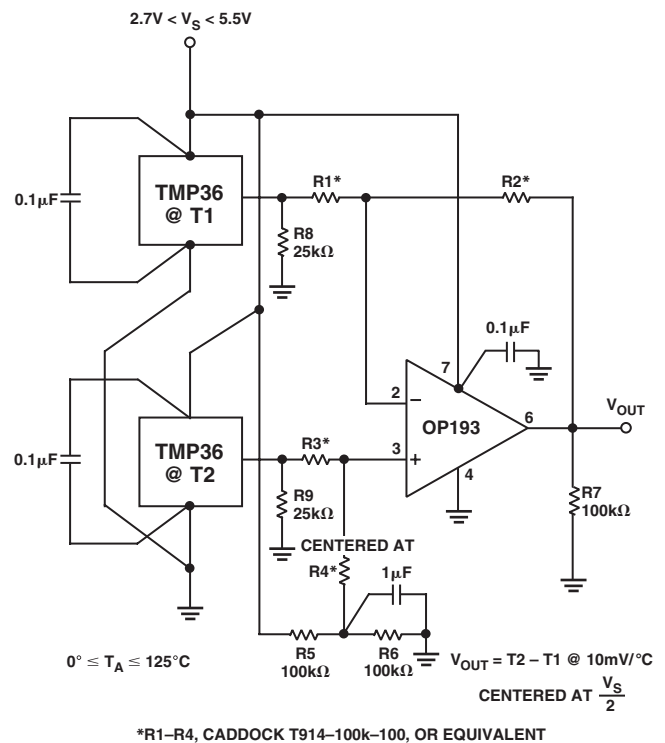 2.7V < VS < 5.5V
0.1µF
TMP36
@ T1
R1*
R2*
R8
25kΩ
0.1µF
7
2
–
OP193
6
VOUT
3
+
4
0.1µF
TMP36
@ T2
R3*
R9
25kΩ
R7
100kΩ
CENTERED AT
R4*
1µF
R5
100kΩ
R6
100kΩ
0° ≤ TA ≤ 125°C
VOUT = T2 – T1 @ 10mV/°C
CENTERED AT VS
2
*R1–R4, CADDOCK T914–100k–100, OR EQUIVALENT